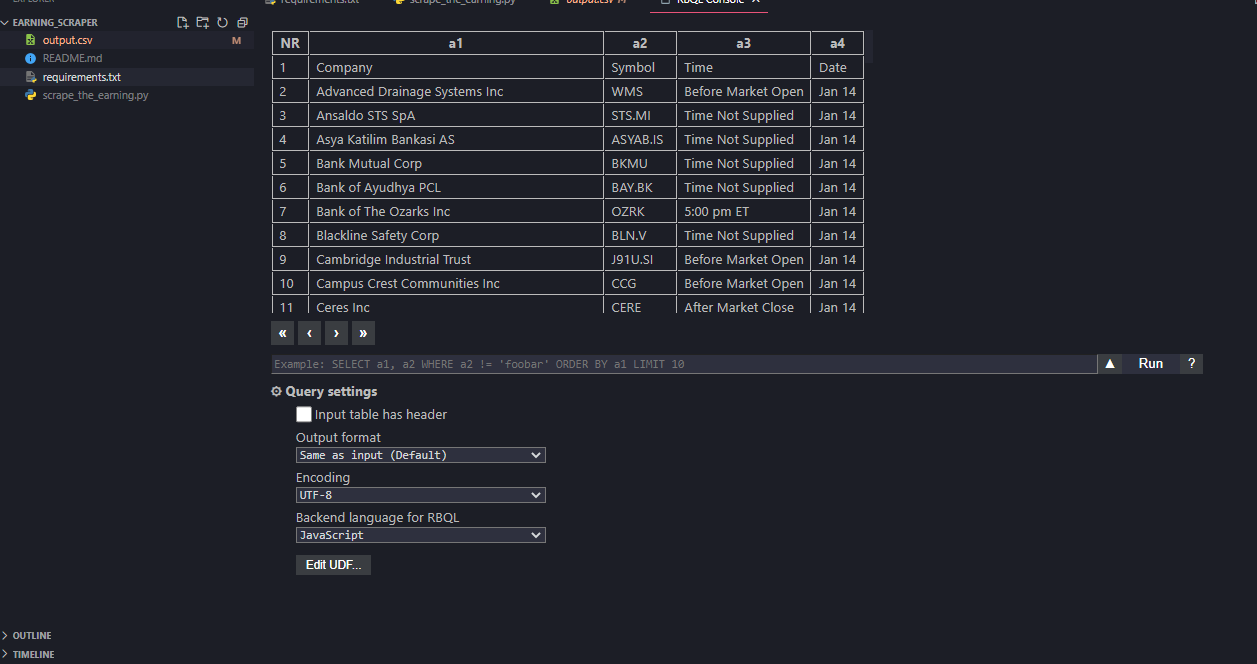 EXPLORER
requirements.txt scrape_the_earning.py output.csv M RBQL Console
EARNING_SCRAPER
output.csv M
README.md
requirements.txt
scrape_the_earning.py
NR a1 a2 a3 a4
1 Company Symbol Time Date
2 Advanced Drainage Systems Inc WMS Before Market Open Jan 14
3 Ansaldo STS SpA STS.MI Time Not Supplied Jan 14
4 Asya Katilim Bankasi AS ASYAB.IS Time Not Supplied Jan 14
5 Bank Mutual Corp BKMU Time Not Supplied Jan 14
6 Bank of Ayudhya PCL BAY.BK Time Not Supplied Jan 14
7 Bank of The Ozarks Inc OZRK 5:00 pm ET Jan 14
8 Blackline Safety Corp BLN.V Time Not Supplied Jan 14
9 Cambridge Industrial Trust J91U.SI Before Market Open Jan 14
10 Campus Crest Communities Inc CCG Before Market Open Jan 14
11 Ceres Inc CERE After Market Close Jan 14
« ‹ › »
Example: SELECT a1, a2 WHERE a2 != 'foobar' ORDER BY a1 LIMIT 10 ▲ Run ?
Query settings
Input table has header
Output format
Same as input (Default)
Encoding
UTF-8
Backend language for RBQL
JavaScript
Edit UDF...
OUTLINE
TIMELINE